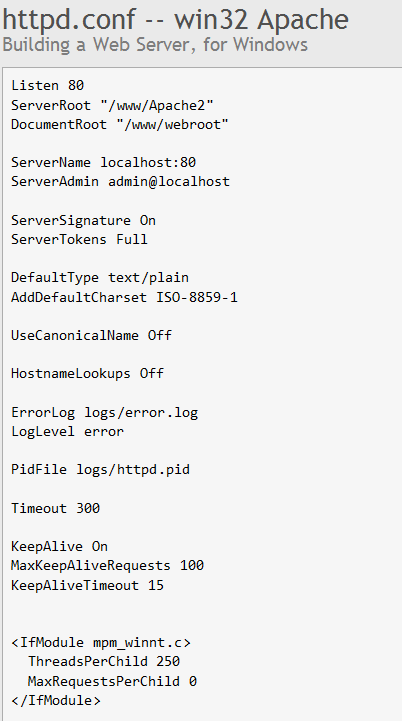 httpd.conf -- win32 Apache
Building a Web Server, for Windows
Listen 80
ServerRoot "/www/Apache2"
DocumentRoot "/www/webroot"
ServerName localhost:80
ServerAdmin admin@localhost
ServerSignature On
ServerTokens Full
DefaultType text/plain
AddDefaultCharset ISO-8859-1
UseCanonicalName Off
HostnameLookups Off
ErrorLog logs/error.log
LogLevel error
PidFile logs/httpd.pid
Timeout 300
KeepAlive On
MaxKeepAliveRequests 100
KeepAliveTimeout 15
<IfModule mpm_winnt.c>
ThreadsPerChild 250
MaxRequestsPerChild 0
</IfModule>